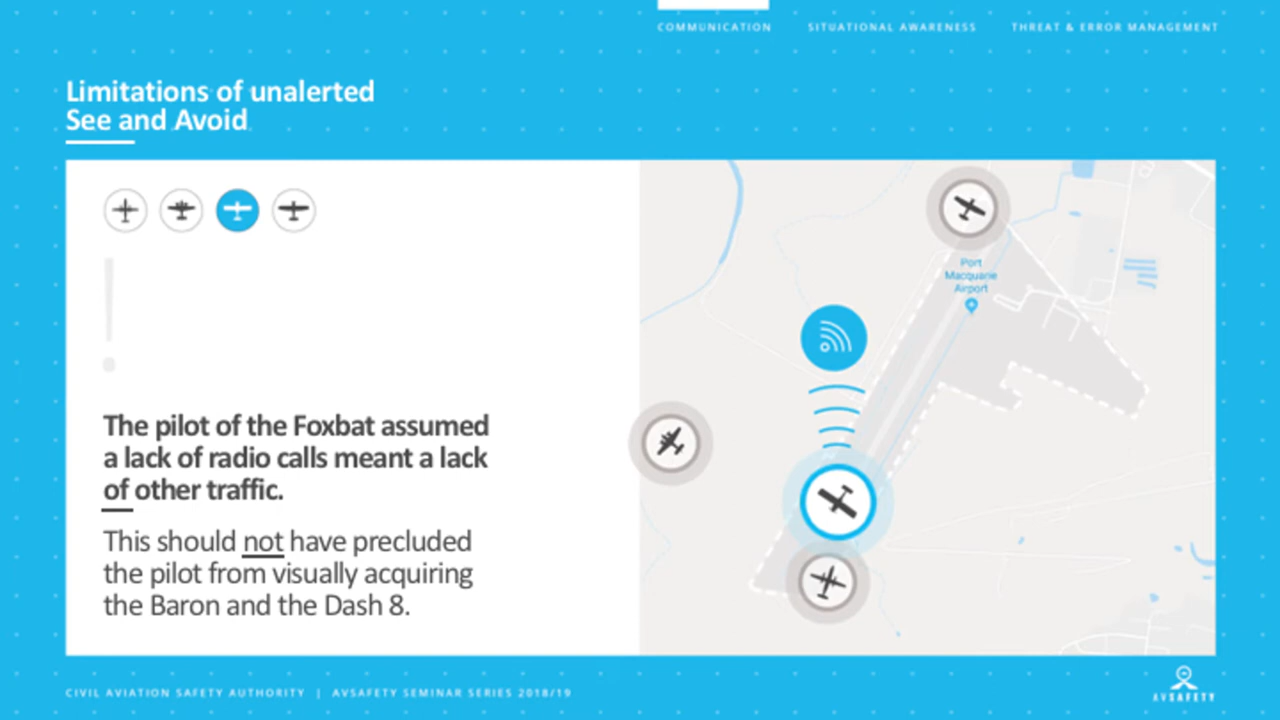 COMMUNICATION
SITUATIONAL AWARENESS
THREAT & ERROR MANAGEMENT
Limitations of unalerted
See and Avoid
!
The pilot of the Foxbat assumed
a lack of radio calls meant a lack
of other traffic.
This should not have precluded
the pilot from visually acquiring
the Baron and the Dash 8.
Port
Macquarie
Airport
CIVIL AVIATION SAFETY AUTHORITY | AVSAFETY SEMINAR SERIES 2018/19
AVSAFETY